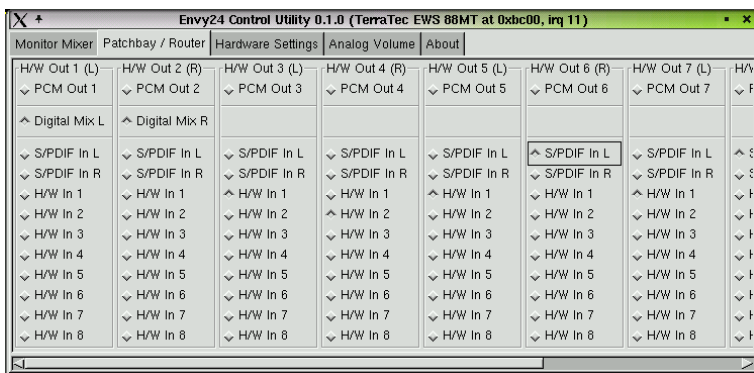 Envy24 Control Utility 0.1.0 (TerraTec EWS 88MT at 0xbc00, irq 11)
Monitor Mixer Patchbay / Router Hardware Settings Analog Volume About
H/W Out 1 (L) H/W Out 2 (R) H/W Out 3 (L) H/W Out 4 (R) H/W Out 5 (L) H/W Out 6 (R) H/W Out 7 (L)
PCM Out 1 PCM Out 2 PCM Out 3 PCM Out 4 PCM Out 5 PCM Out 6 PCM Out 7
Digital Mix L Digital Mix R
S/PDIF In L S/PDIF In L S/PDIF In L S/PDIF In L S/PDIF In L S/PDIF In L S/PDIF In L
S/PDIF In R S/PDIF In R S/PDIF In R S/PDIF In R S/PDIF In R S/PDIF In R S/PDIF In R
H/W In 1 H/W In 1 H/W In 1 H/W In 1 H/W In 1 H/W In 1 H/W In 1
H/W In 2 H/W In 2 H/W In 2 H/W In 2 H/W In 2 H/W In 2 H/W In 2
H/W In 3 H/W In 3 H/W In 3 H/W In 3 H/W In 3 H/W In 3 H/W In 3
H/W In 4 H/W In 4 H/W In 4 H/W In 4 H/W In 4 H/W In 4 H/W In 4
H/W In 5 H/W In 5 H/W In 5 H/W In 5 H/W In 5 H/W In 5 H/W In 5
H/W In 6 H/W In 6 H/W In 6 H/W In 6 H/W In 6 H/W In 6 H/W In 6
H/W In 7 H/W In 7 H/W In 7 H/W In 7 H/W In 7 H/W In 7 H/W In 7
H/W In 8 H/W In 8 H/W In 8 H/W In 8 H/W In 8 H/W In 8 H/W In 8